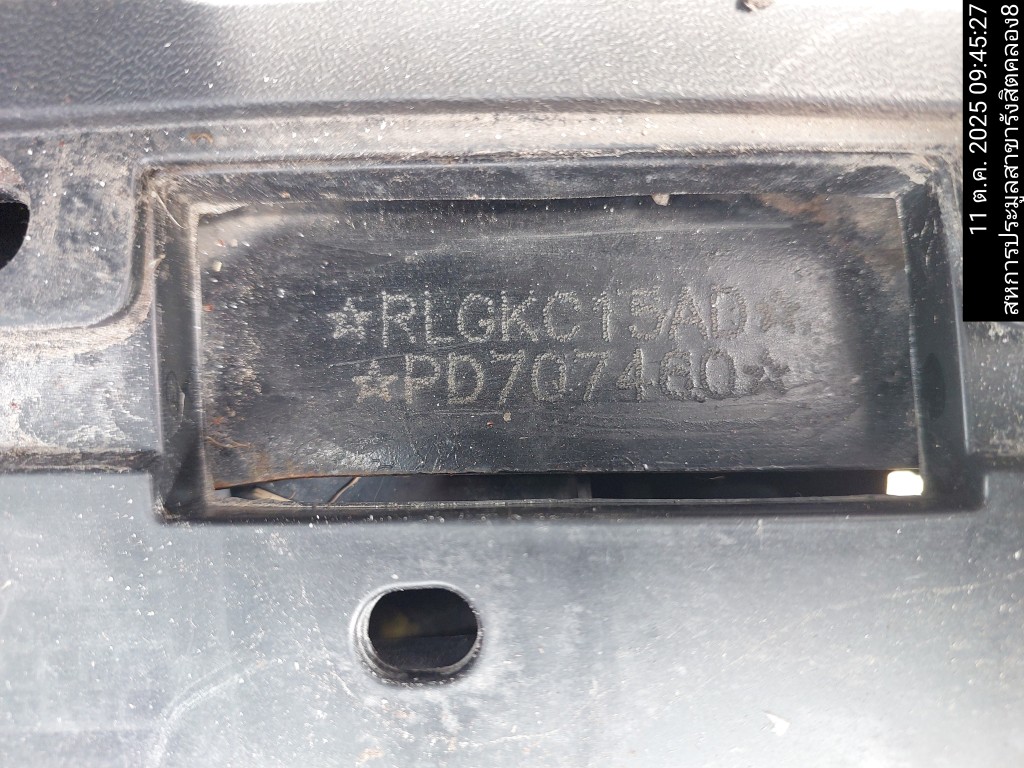 ☆RLGKC15AD☆
☆PD707460☆
11 ต.ค. 2025 09:45:27
สหการประมูลสาขารังสิตคลอง8